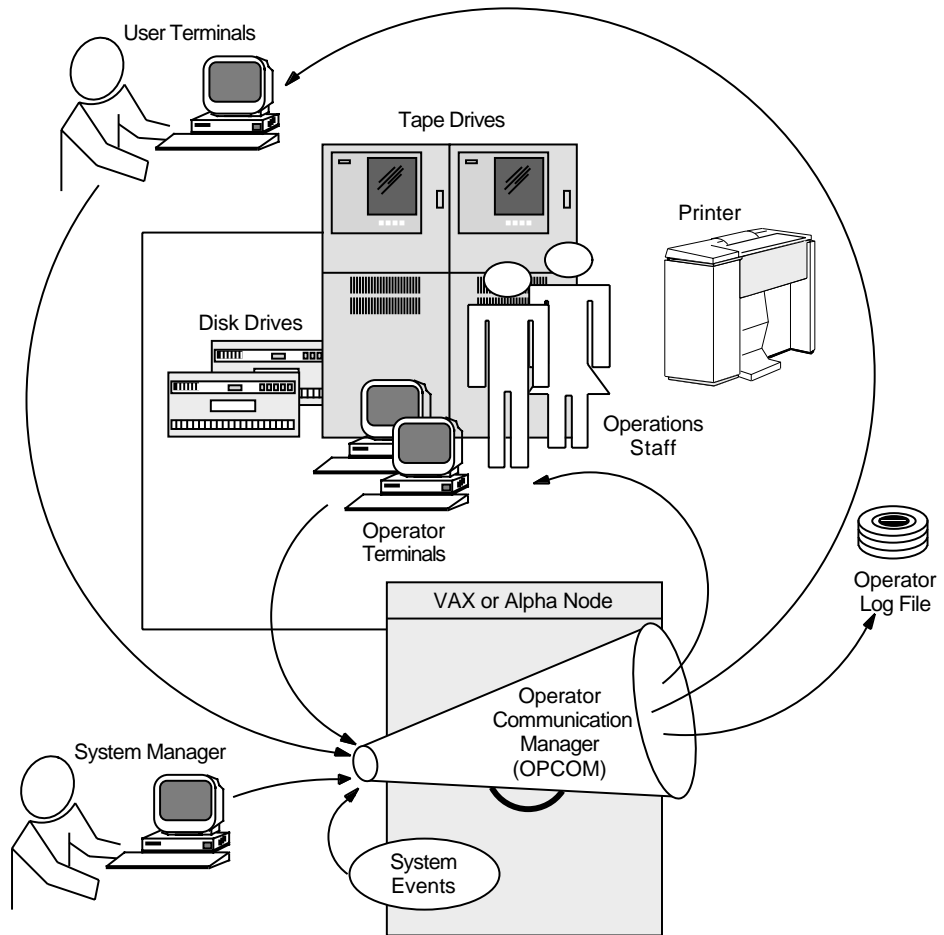 User Terminals
Tape Drives
Printer
Disk Drives
Operations
Staff
Operator
Terminals
Operator
Log File
VAX or Alpha Node
Operator
Communication
Manager
(OPCOM)
System Manager
System
Events